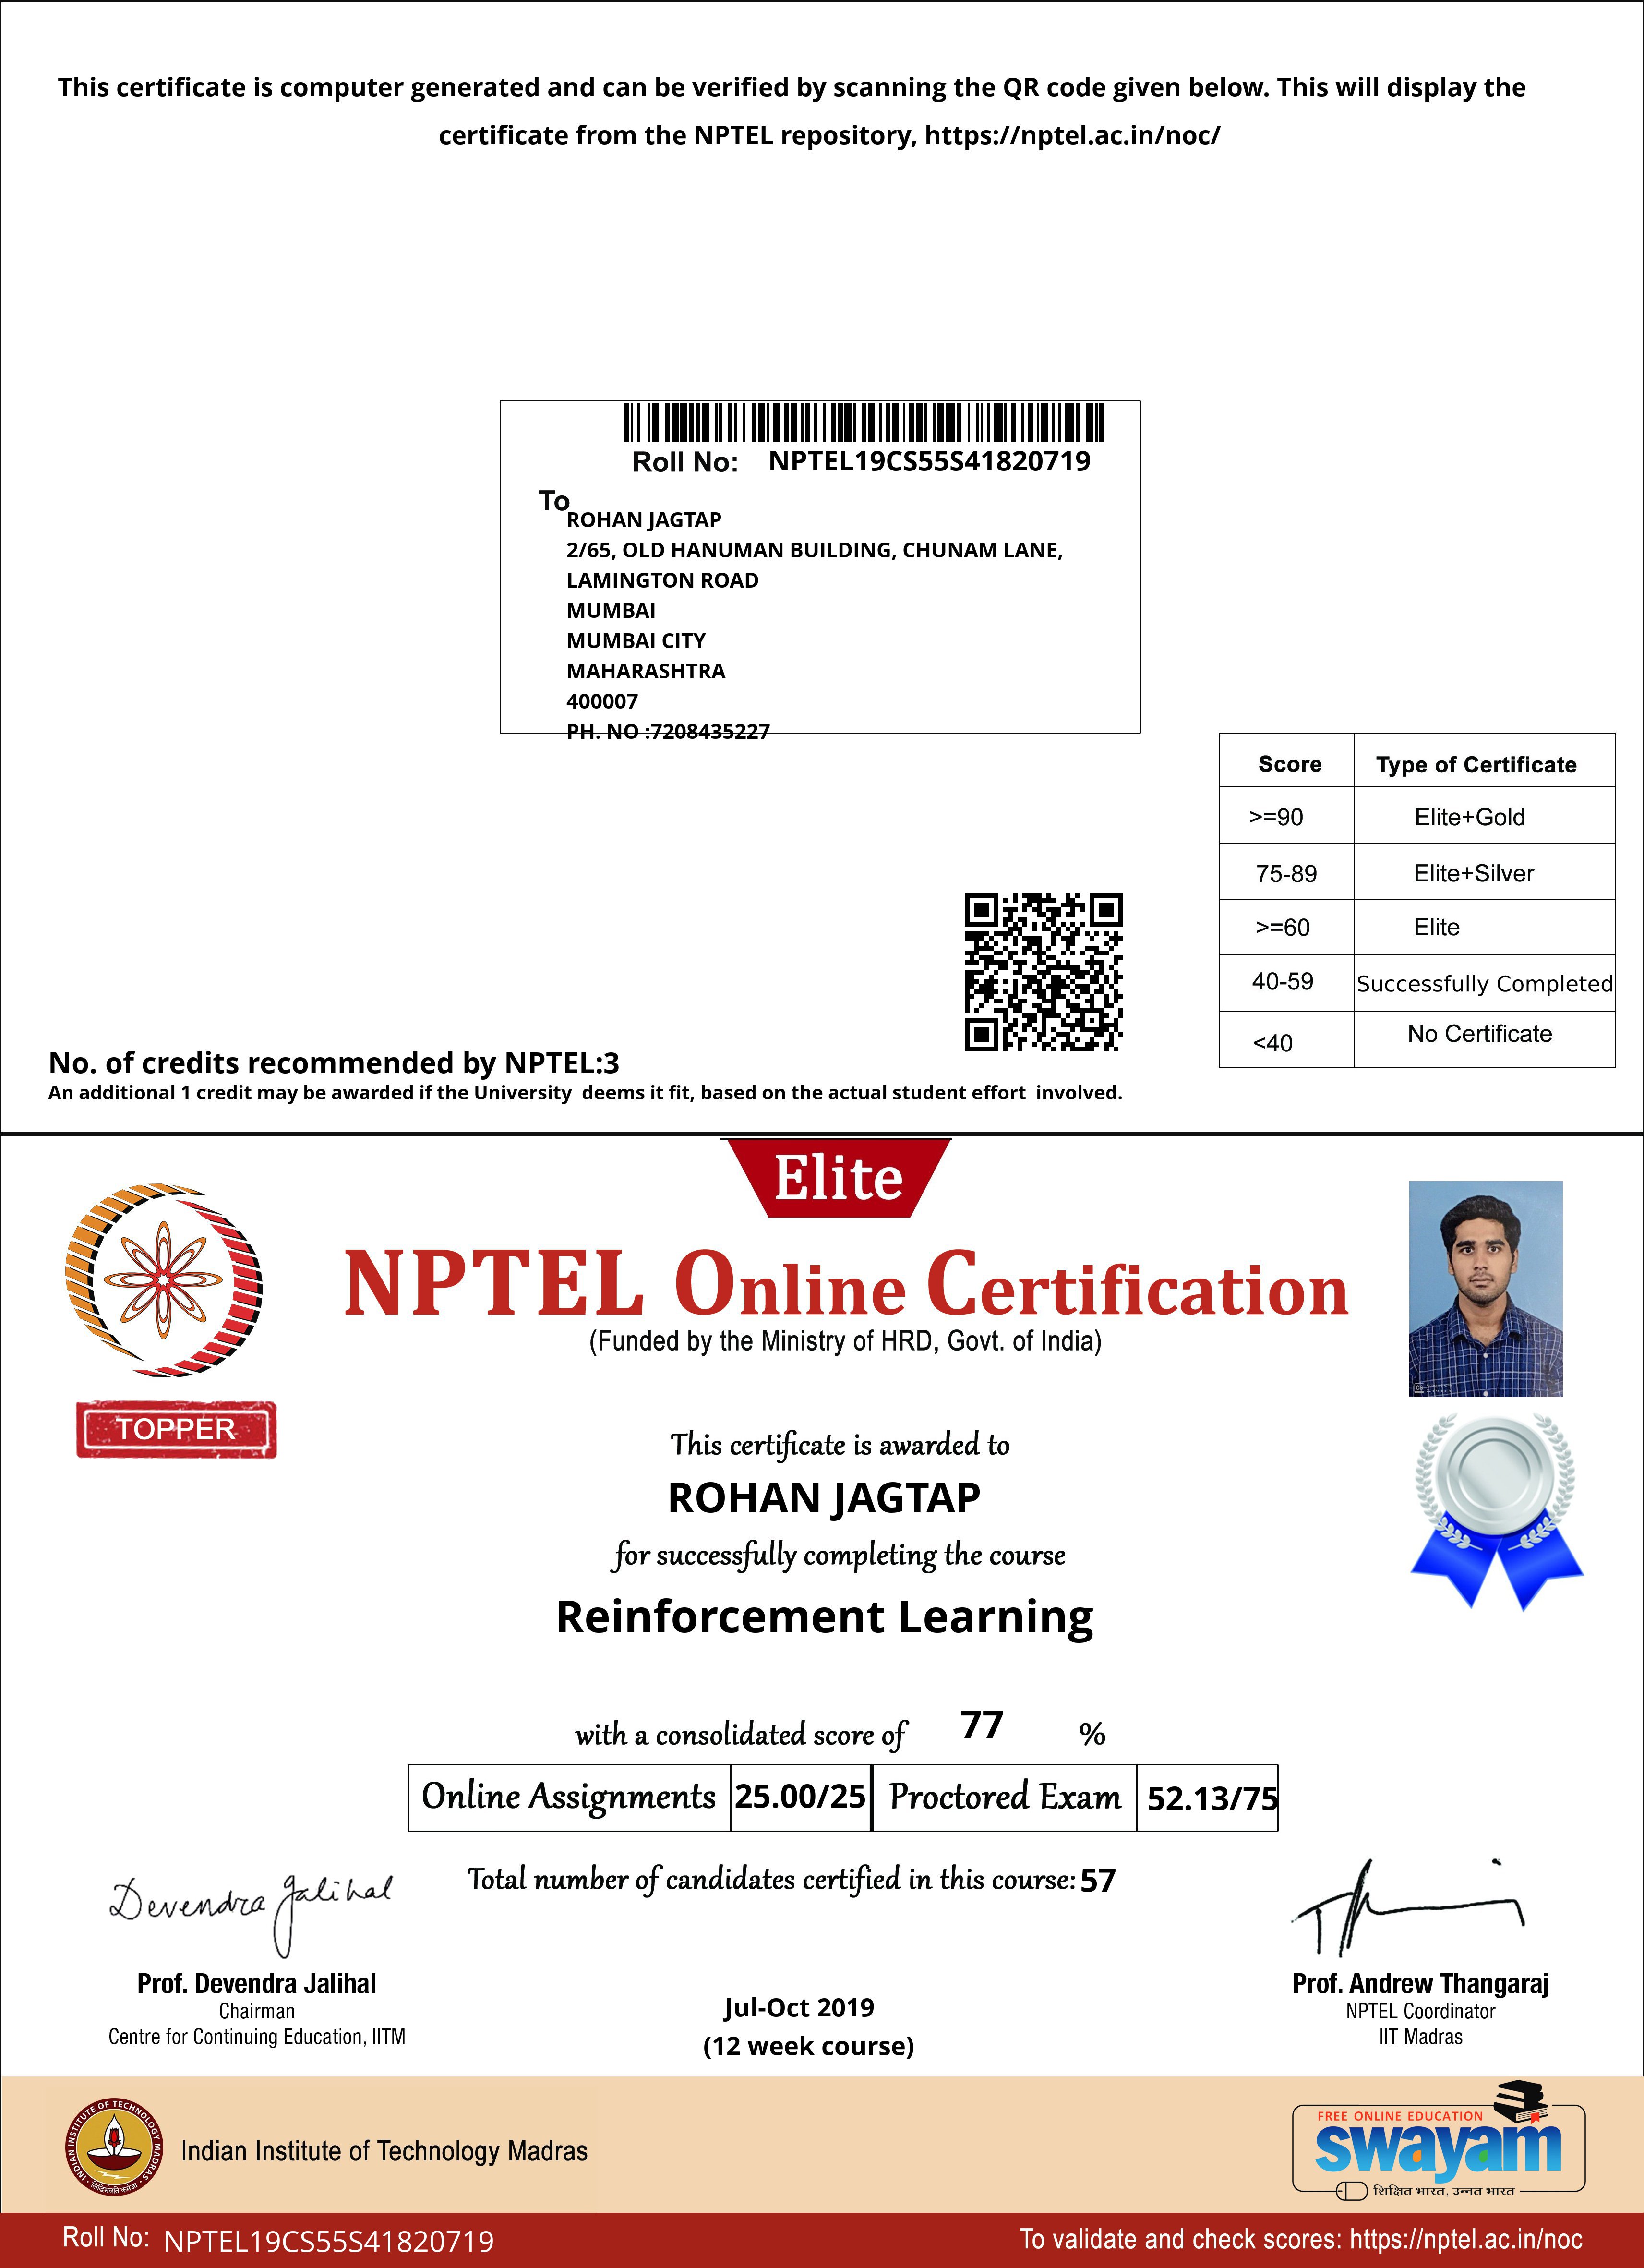 This certificate is computer generated and can be verified by scanning the QR code given below. This will display the
certificate from the NPTEL repository, https://nptel.ac.in/noc/
Roll No: NPTEL19CS55S41820719
To
ROHAN JAGTAP
2/65, OLD HANUMAN BUILDING, CHUNAM LANE,
LAMINGTON ROAD
MUMBAI
MUMBAI CITY
MAHARASHTRA
400007
PH. NO :7208435227
Score Type of Certificate
>=90 Elite+Gold
75-89 Elite+Silver
>=60 Elite
40-59 Successfully Completed
<40 No Certificate
No. of credits recommended by NPTEL:3
An additional 1 credit may be awarded if the University deems it fit, based on the actual student effort involved.
Elite
NPTEL Online Certification
(Funded by the Ministry of HRD, Govt. of India)
TOPPER
This certificate is awarded to
ROHAN JAGTAP
for successfully completing the course
Reinforcement Learning
with a consolidated score of 77 %
Online Assignments 25.00/25 Proctored Exam 52.13/75
Total number of candidates certified in this course: 57
Devendra Jalihal
Prof. Devendra Jalihal
Chairman
Centre for Continuing Education, IITM
Jul-Oct 2019
(12 week course)
Prof. Andrew Thangaraj
NPTEL Coordinator
IIT Madras
INDIAN INSTITUTE OF TECHNOLOGY MADRAS
सिद्धिर्भवति कर्मजा
Indian Institute of Technology Madras
FREE ONLINE EDUCATION
swayam
शिक्षित भारत, उन्नत भारत
Roll No: NPTEL19CS55S41820719
To validate and check scores: https://nptel.ac.in/noc